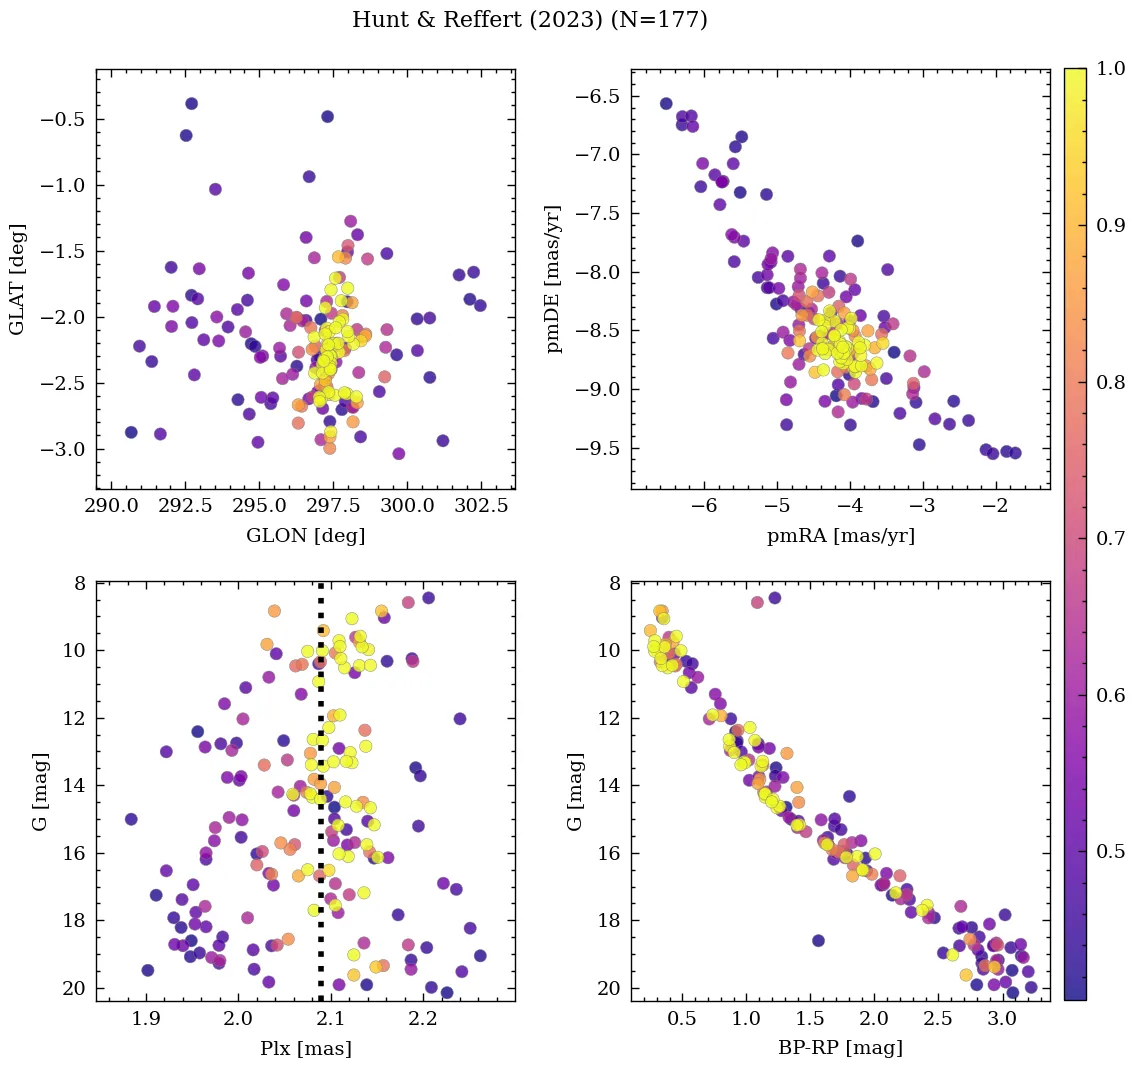 Hunt & Reffert (2023) (N=177)
−0.5
−1.0
−1.5
−2.0
−2.5
−3.0
GLAT [deg]
290.0 292.5 295.0 297.5 300.0 302.5
GLON [deg]
−6.5
−7.0
−7.5
−8.0
−8.5
−9.0
−9.5
pmDE [mas/yr]
−6 −5 −4 −3 −2
pmRA [mas/yr]
1.0
0.9
0.8
0.7
0.6
0.5
8
10
12
14
16
18
20
G [mag]
1.9 2.0 2.1 2.2
Plx [mas]
8
10
12
14
16
18
20
G [mag]
0.5 1.0 1.5 2.0 2.5 3.0
BP-RP [mag]